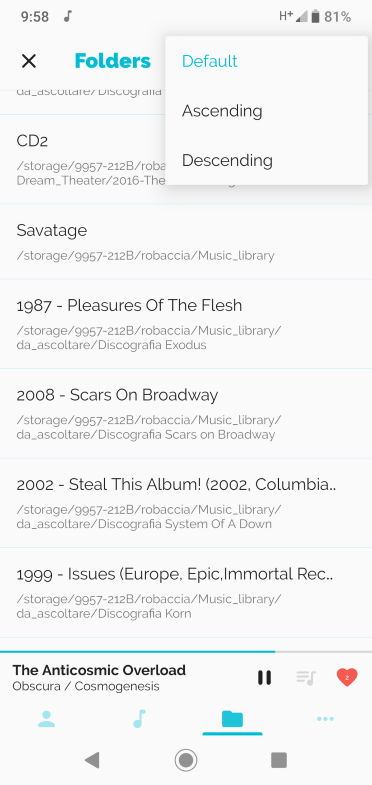 9:58
H+ 81%
Folders
Default
Ascending
Descending
da_ascoltare/Discografia
CD2
/storage/9957-212B/roba
Dream_Theater/2016-The
Savatage
/storage/9957-212B/robaccia/Music_library
1987 - Pleasures Of The Flesh
/storage/9957-212B/robaccia/Music_library/
da_ascoltare/Discografia Exodus
2008 - Scars On Broadway
/storage/9957-212B/robaccia/Music_library/
da_ascoltare/Discografia Scars on Broadway
2002 - Steal This Album! (2002, Columbia..
/storage/9957-212B/robaccia/Music_library/
da_ascoltare/Discografia System Of A Down
1999 - Issues (Europe, Epic,Immortal Rec..
/storage/9957-212B/robaccia/Music_library/
da_ascoltare/Discografia Korn
The Anticosmic Overload
Obscura / Cosmogenesis
2